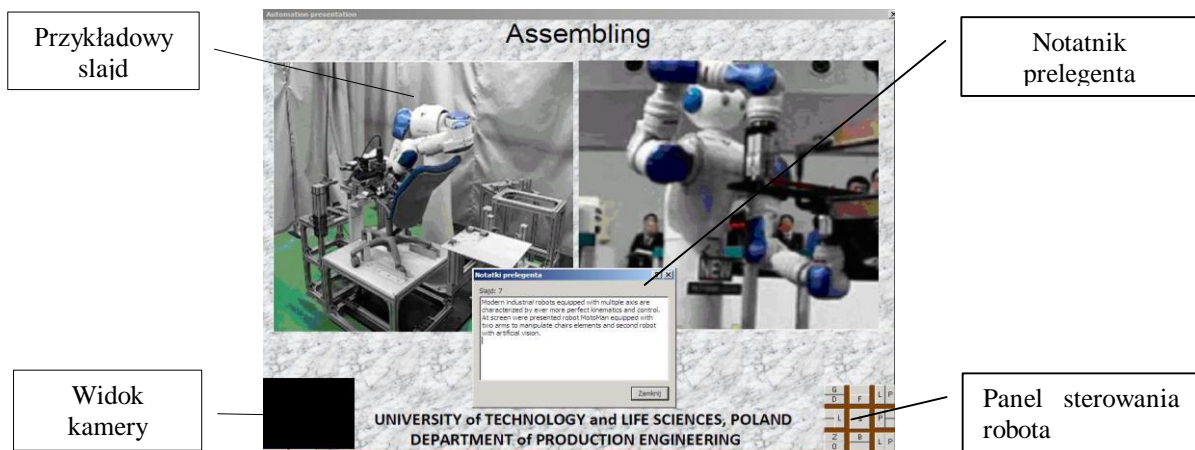 Przykładowy
slajd
Automation presentation
Assembling
Notatnik
prelegenta
NEW
Notatki prelegenta
Slajd: 7
Modern industrial robots equipped with multiple axis are
characterized by ever more perfect kinematics and control.
At screen were presented robot MotoMan equipped with
two arms to manipulate chairs elements and second robot
with artificial vision.
Zamknij
Widok
kamery
UNIVERSITY of TECHNOLOGY and LIFE SCIENCES, POLAND
DEPARTMENT of PRODUCTION ENGINEERING
G
D F L P
L P
Z
O B L P
Panel sterowania
robota